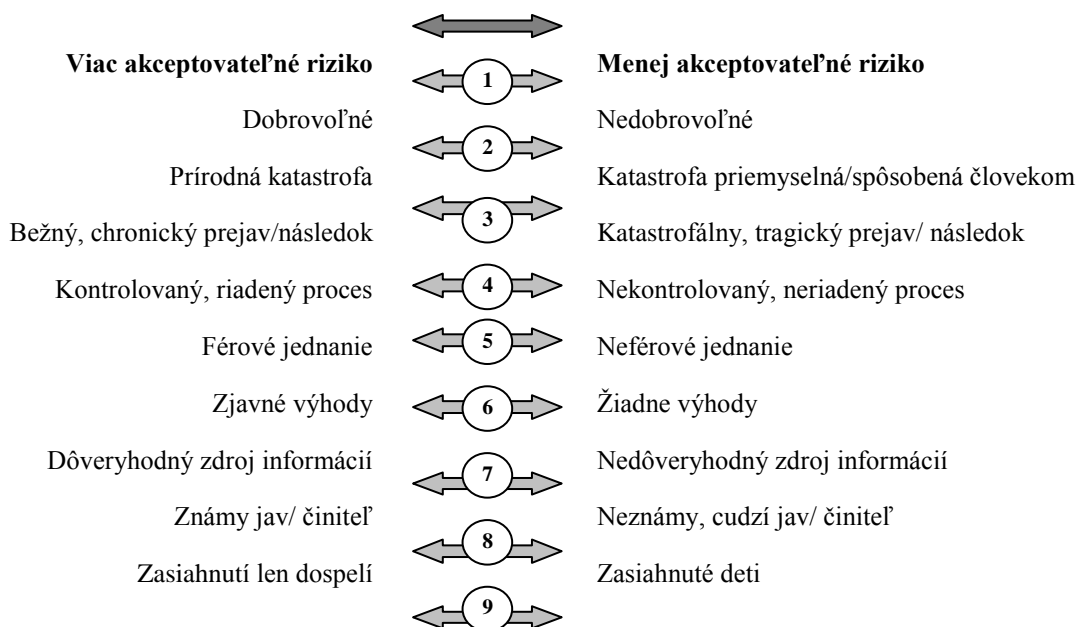 Viac akceptovateľné riziko Menej akceptovateľné riziko
1
Dobrovoľné Nedobrovoľné
2
Prírodná katastrofa Katastrofa priemyselná/spôsobená človekom
3
Bežný, chronický prejav/následok Katastrofálny, tragický prejav/ následok
4
Kontrolovaný, riadený proces Nekontrolovaný, neriadený proces
5
Férové jednanie Neférové jednanie
6
Zjavné výhody Žiadne výhody
7
Dôveryhodný zdroj informácií Nedôveryhodný zdroj informácií
Známy jav/ činiteľ Neznámy, cudzí jav/ činiteľ
8
Zasiahnutí len dospelí Zasiahnuté deti
9